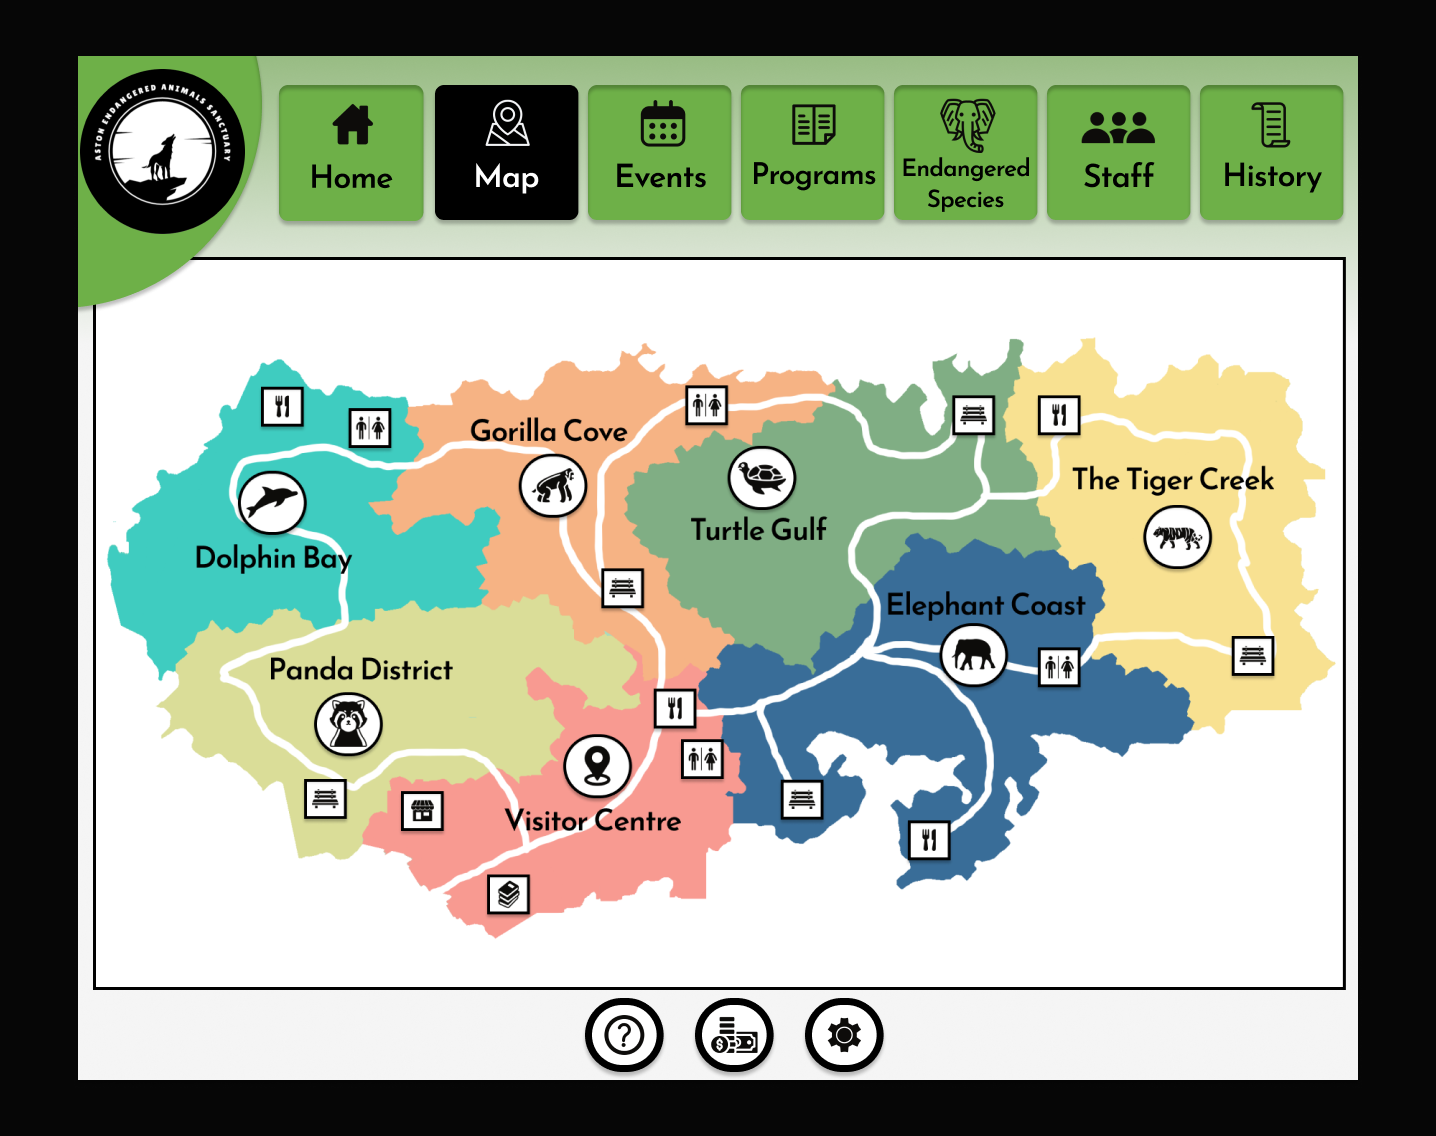 ASTON ENDANGERED ANIMALS SANCTUARY
Home
Map
Events
Programs
Endangered
Species
Staff
History
Gorilla Cove
The Tiger Creek
Turtle Gulf
Dolphin Bay
Elephant Coast
Panda District
Visitor Centre
?
$